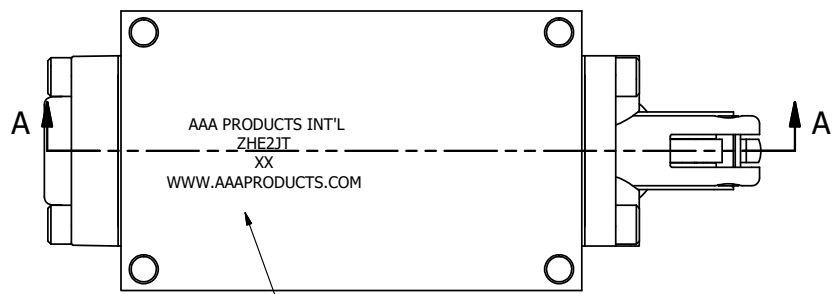 A
A
AAA PRODUCTS INT'L
ZHE2JT
XX
WWW.AAAPRODUCTS.COM